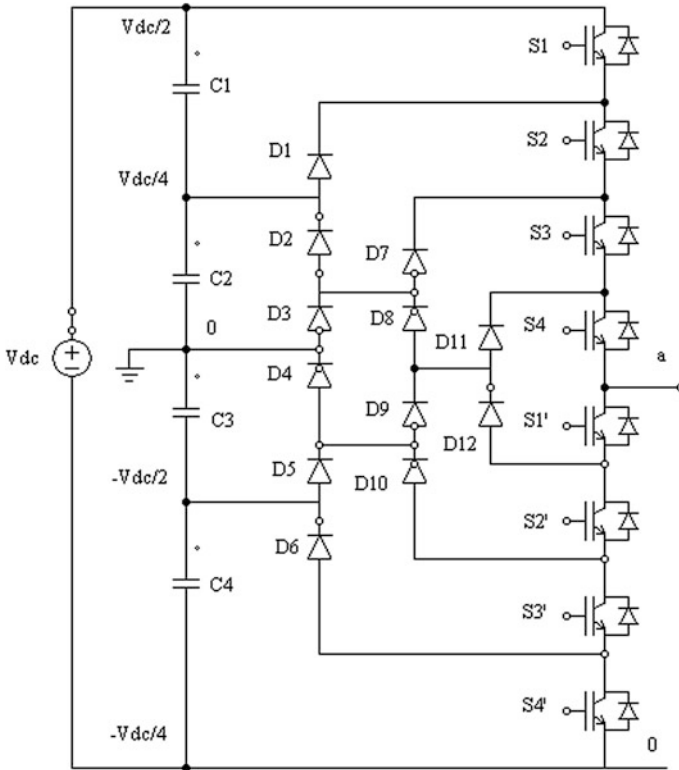 Vdc/2
S1
C1
S2
D1
Vdc/4
D2
D7
S3
C2
D3
D8
S4
0
D11
a
Vdc
D4
D9
S1'
C3
D12
-Vdc/2
D5
D10
S2'
D6
C4
S3'
S4'
-Vdc/4
0